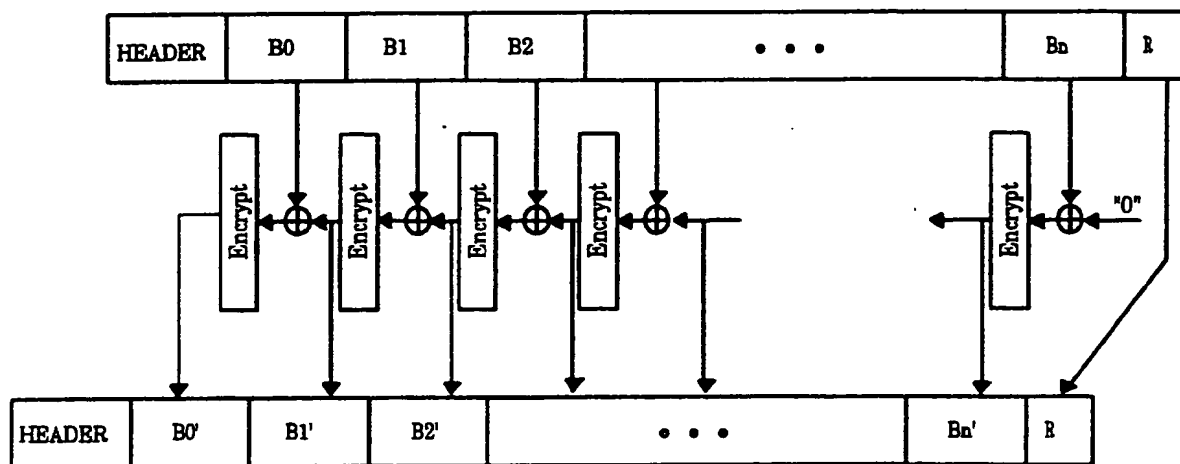 HEADER B0 B1 B2 • • • Bn R
Encrypt Encrypt Encrypt Encrypt Encrypt "0"
HEADER B0' B1' B2' • • • Bn' R